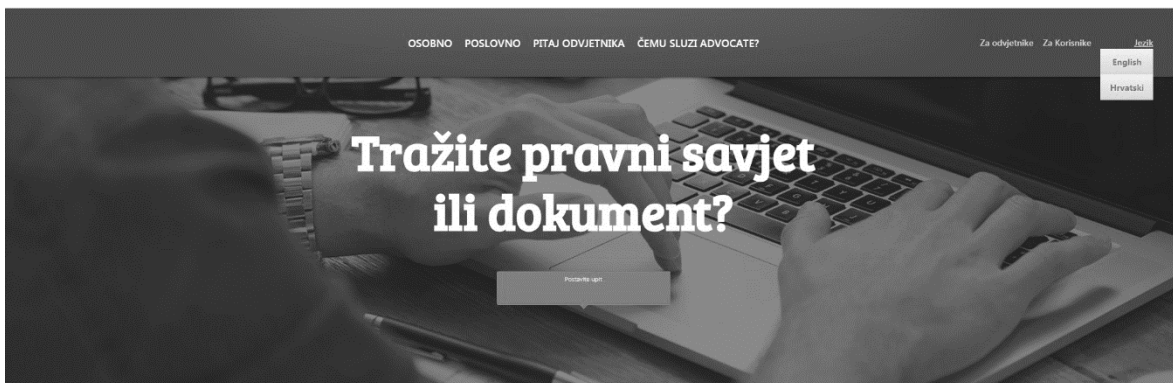 OSOBNO POSLOVNO PITAJ ODVJETNIKA ČEMU SLUZI ADVOCATE?
Za odvjetnike Za Korisnike Jezik
English
Hrvatski
Tražite pravni savjet
ili dokument?
Postavite upit